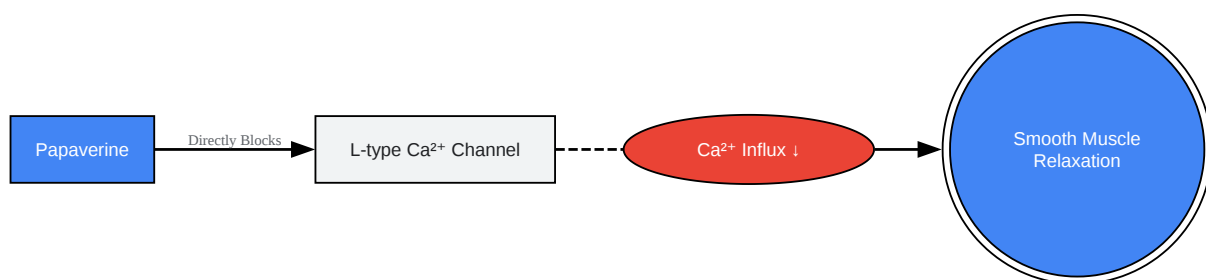 Papaverine
Directly Blocks
L-type Ca²⁺ Channel
Ca²⁺ Influx ↓
Smooth Muscle
Relaxation